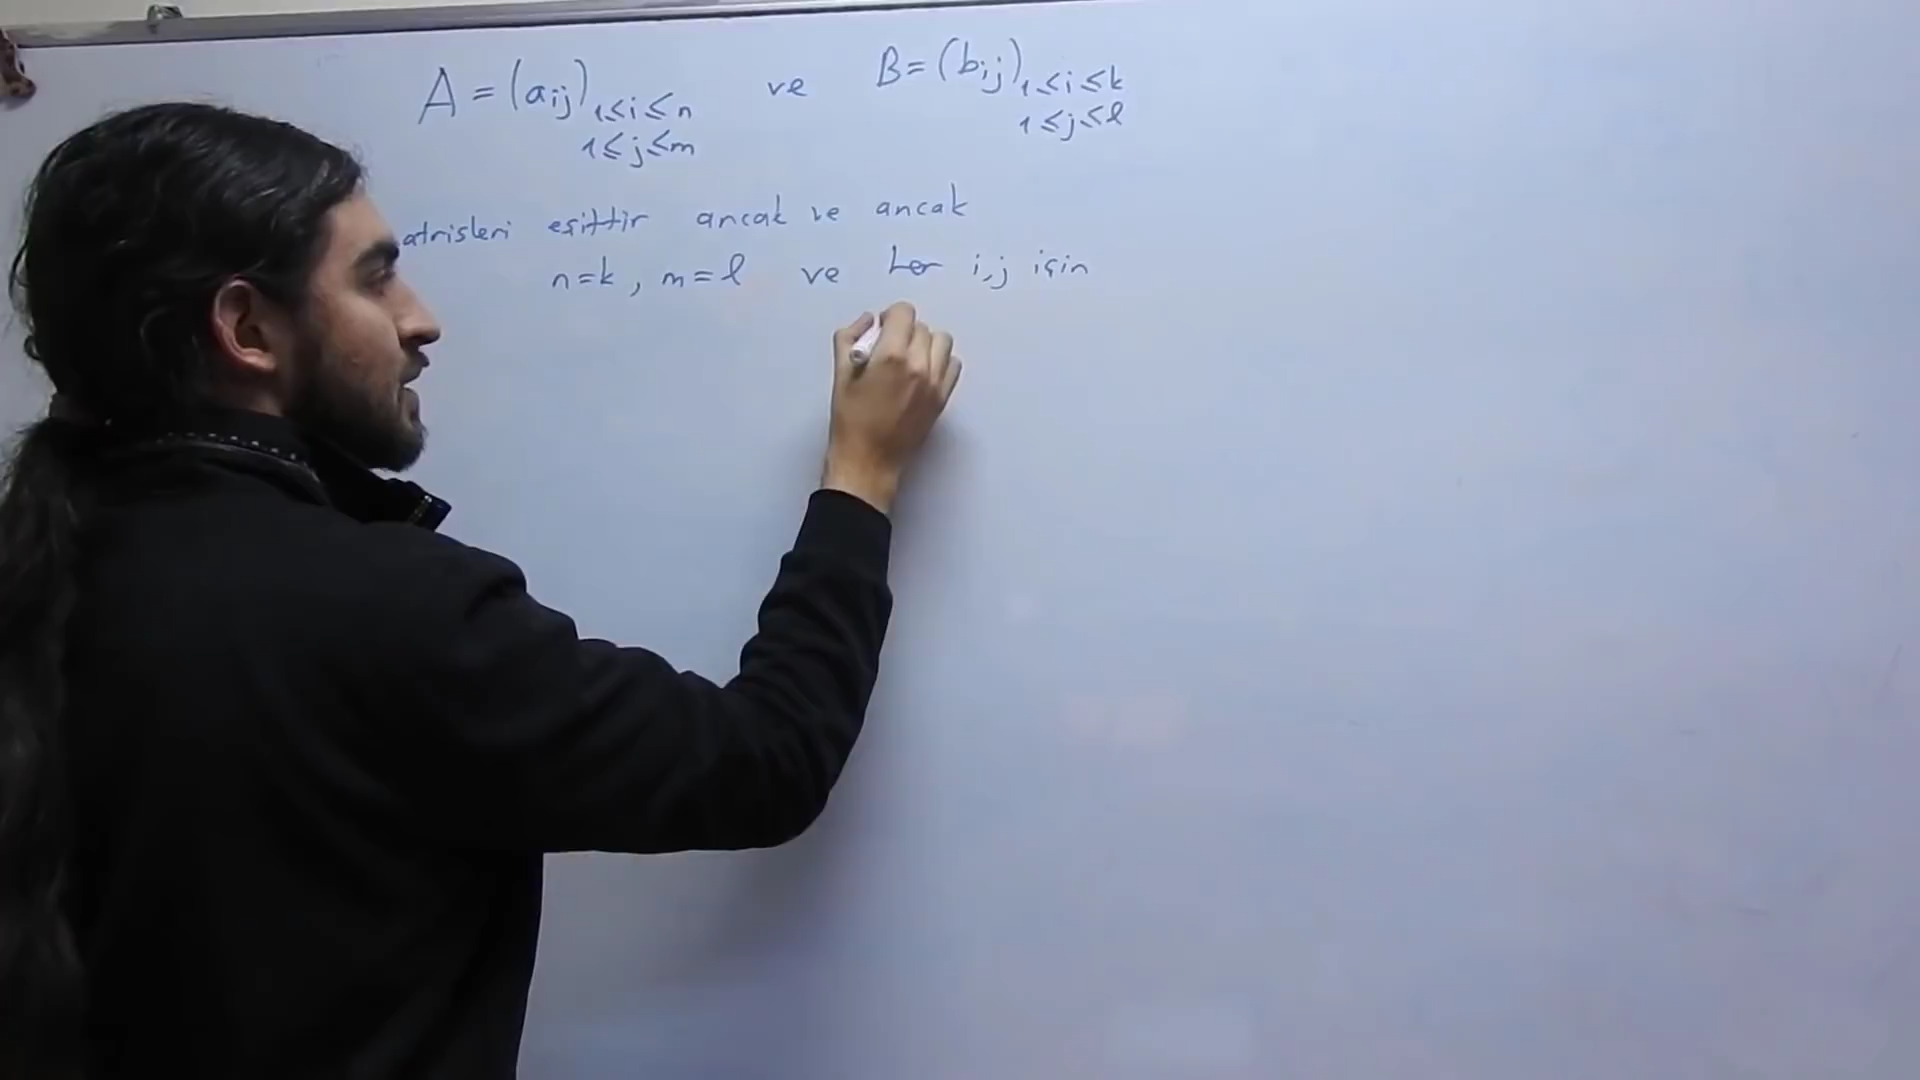 A = (aij) 1≤i≤n ve B = (bij) 1≤i≤k
1≤j≤m 1≤j≤l
atrisleri eşittir ancak ve ancak
n=k, m=l ve her i,j için